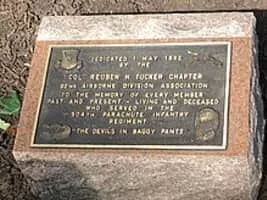 DEDICATED 1 MAY 1992
BY THE
COL. REUBEN H. TUCKER CHAPTER
82ND AIRBORNE DIVISION ASSOCIATION
TO THE MEMORY OF EVERY MEMBER
PAST AND PRESENT - LIVING AND DECEASED
WHO SERVED IN THE
504TH PARACHUTE INFANTRY
REGIMENT
"THE DEVILS IN BAGGY PANTS"